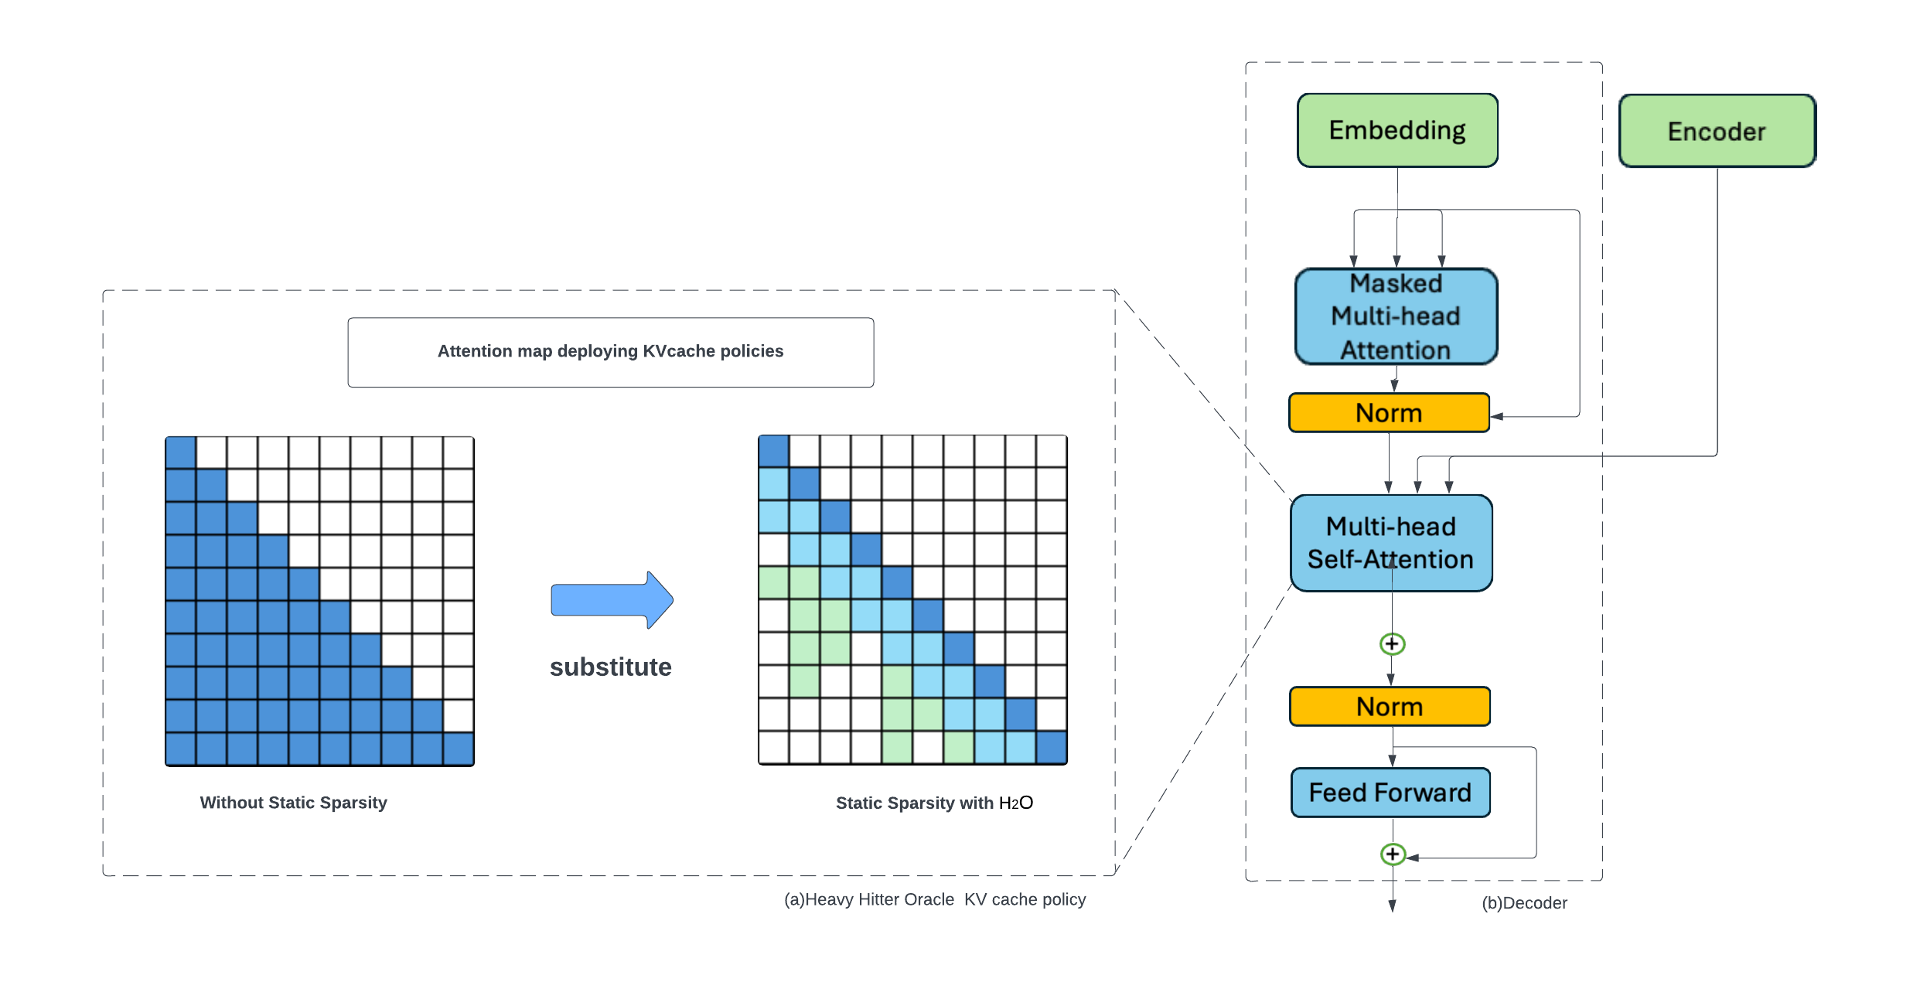 Embedding
Encoder
Masked
Multi-head
Attention
Norm
Attention map deploying KVcache policies
Multi-head
Self-Attention
substitute
+
Norm
Feed Forward
+
Without Static Sparsity
Static Sparsity with H2O
(a)Heavy Hitter Oracle  KV cache policy
(b)Decoder